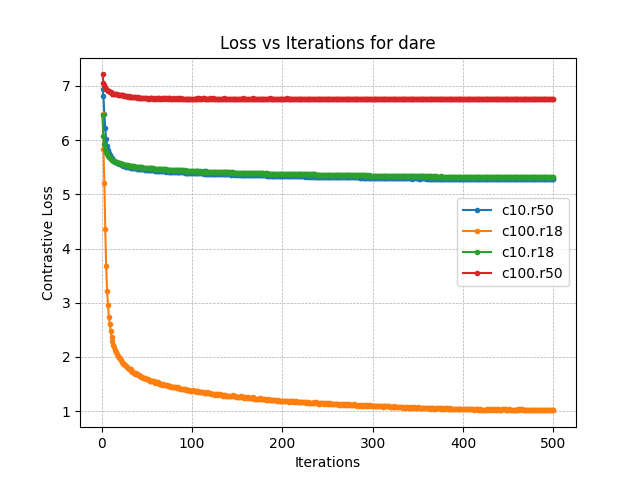 Loss vs Iterations for dare
Contrastive Loss
7
6
5
4
3
2
1
c10.r50
c100.r18
c10.r18
c100.r50
0 100 200 300 400 500
Iterations